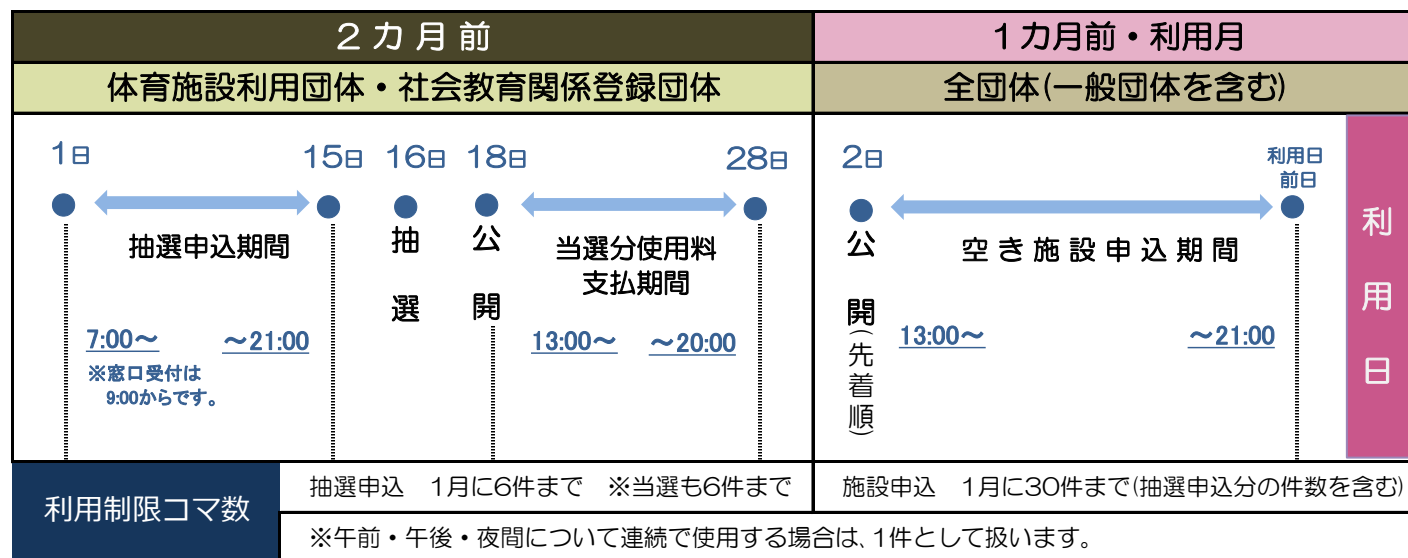 2カ月前
1カ月前・利用月
体育施設利用団体・社会教育関係登録団体
全団体(一般団体を含む)
1日
15日
16日
18日
28日
抽選申込期間
抽選
公開
当選分使用料
支払期間
7:00～
～21:00
※窓口受付は
9:00からです。
13:00～
～20:00
2日
利用日
前日
公開(先着順)
空き施設申込期間
13:00～
～21:00
利用日
利用制限コマ数
抽選申込　1月に6件まで　※当選も6件まで
施設申込　1月に30件まで(抽選申込分の件数を含む)
※午前・午後・夜間について連続で使用する場合は、1件として扱います。